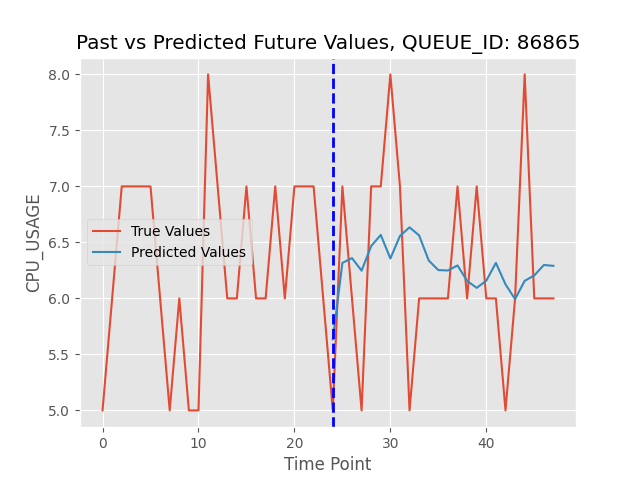 Past vs Predicted Future Values, QUEUE_ID: 86865
8.0
7.5
7.0
6.5
6.0
5.5
5.0
CPU_USAGE
True Values
Predicted Values
0
10
20
30
40
Time Point